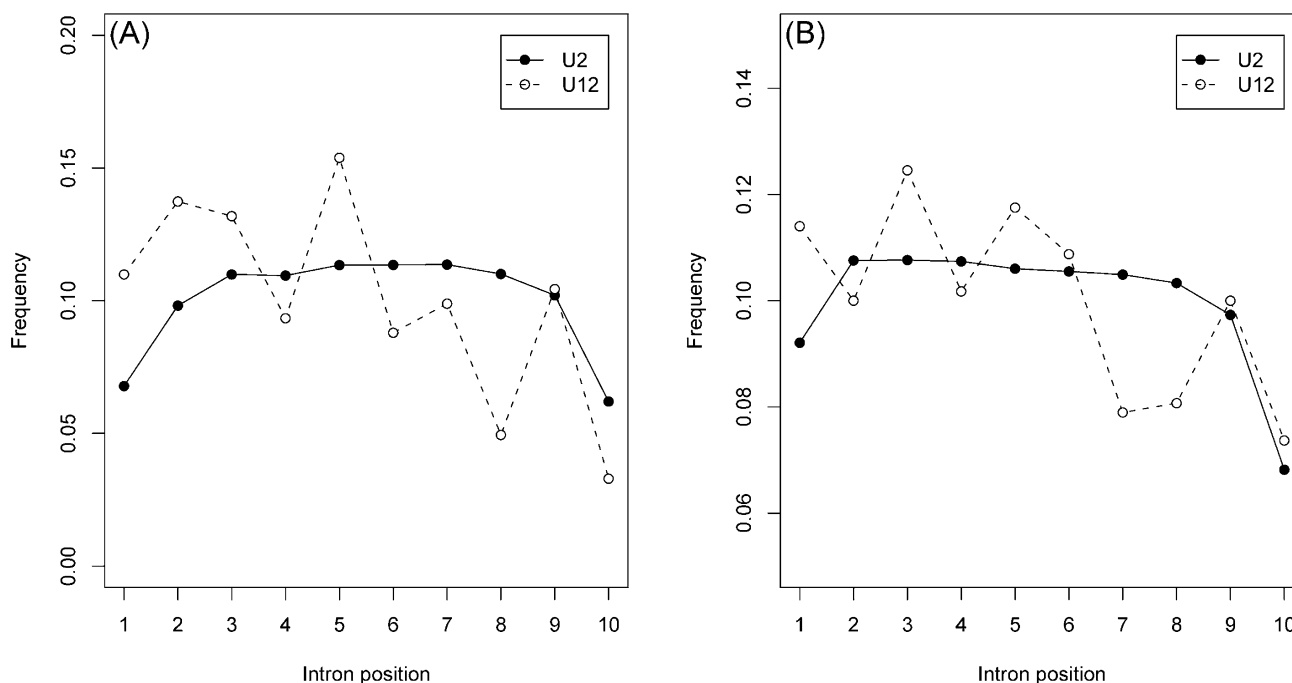 (A)
U2
U12
0.20
0.15
0.10
0.05
0.00
Frequency
1 2 3 4 5 6 7 8 9 10
Intron position
(B)
U2
U12
0.14
0.12
0.10
0.08
0.06
Frequency
1 2 3 4 5 6 7 8 9 10
Intron position